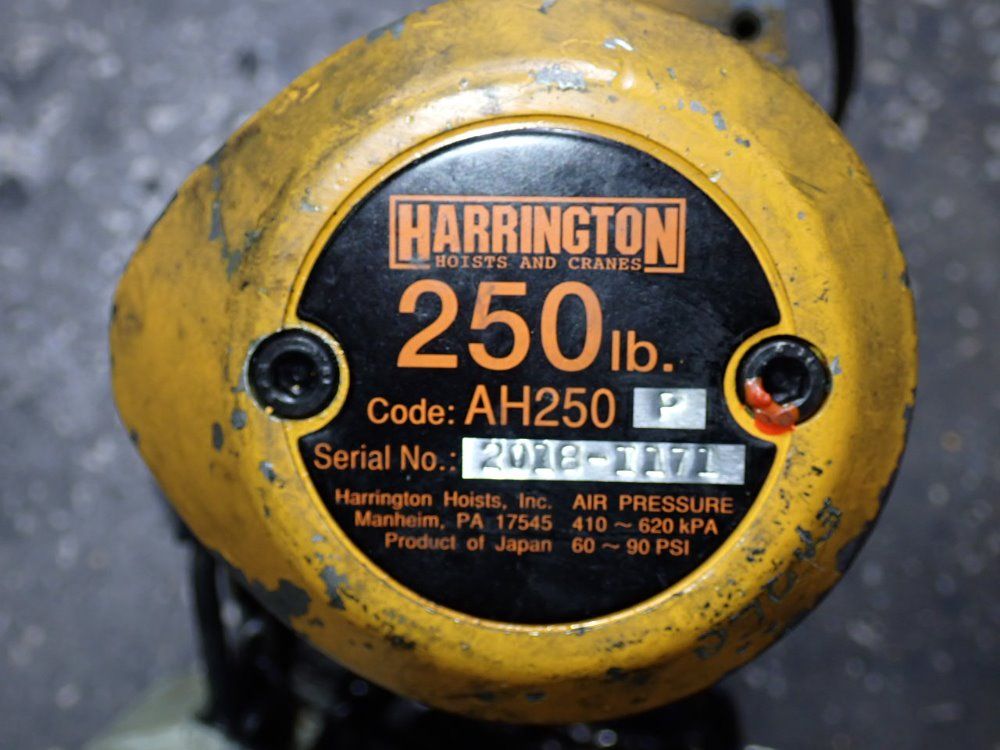 HARRINGTON
HOISTS AND CRANES
250 lb.
Code: AH250 P
Serial No.: 2018-1171
Harrington Hoists, Inc. AIR PRESSURE
Manheim, PA 17545 410 ~ 620 kPA
Product of Japan 60 ~ 90 PSI